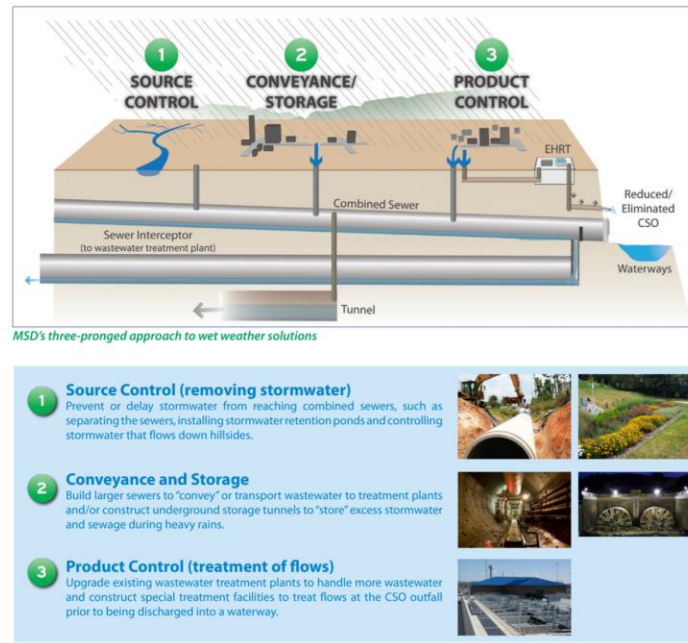 1
SOURCE
CONTROL
2
CONVEYANCE/
STORAGE
3
PRODUCT
CONTROL
EHRT
Combined Sewer
Reduced/
Eliminated
CSO
Sewer Interceptor
(to wastewater treatment plant)
Waterways
Tunnel
MSD's three-pronged approach to wet weather solutions
1
Source Control (removing stormwater)
Prevent or delay stormwater from reaching combined sewers, such as
separating the sewers, installing stormwater retention ponds and controlling
stormwater that flows down hillsides.
2
Conveyance and Storage
Build larger sewers to "convey" or transport wastewater to treatment plants
and/or construct underground storage tunnels to "store" excess stormwater
and sewage during heavy rains.
3
Product Control (treatment of flows)
Upgrade existing wastewater treatment plants to handle more wastewater
and construct special treatment facilities to treat flows at the CSO outfall
prior to being discharged into a waterway.